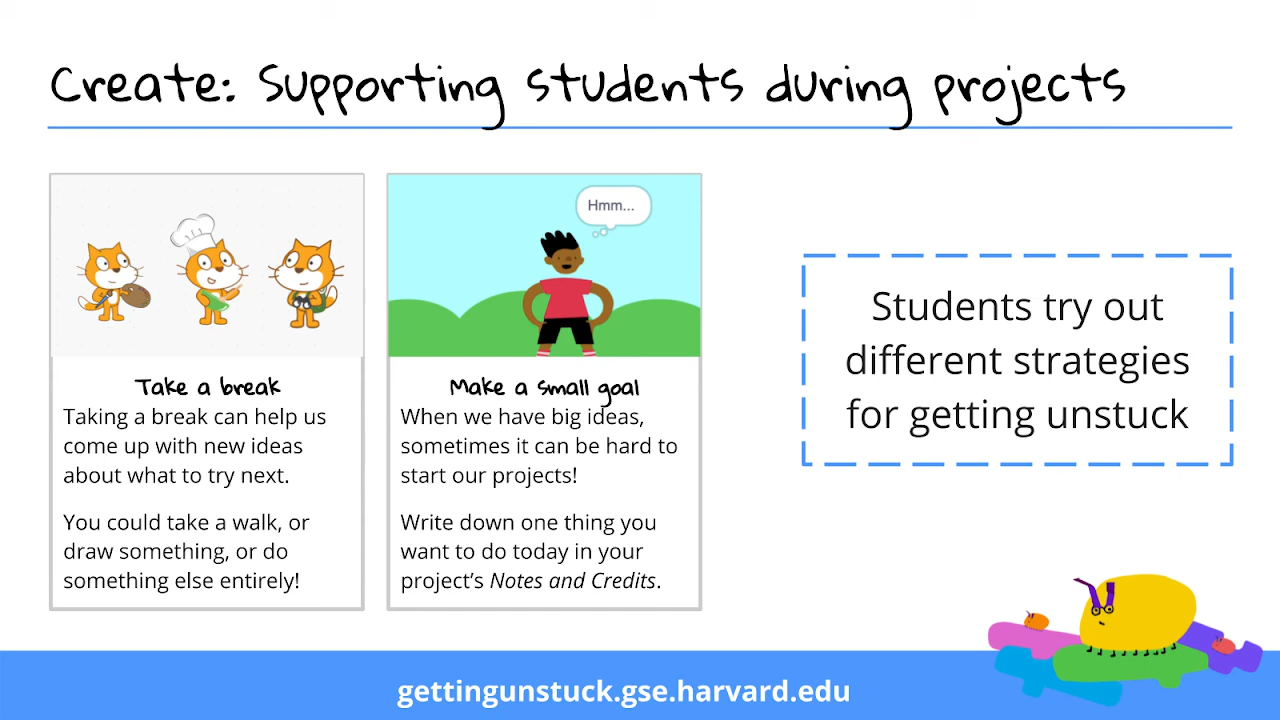 Create: Supporting students during projects
Take a break
Taking a break can help us
come up with new ideas
about what to try next.
You could take a walk, or
draw something, or do
something else entirely!
Hmm...
Make a small goal
When we have big ideas,
sometimes it can be hard to
start our projects!
Write down one thing you
want to do today in your
project’s Notes and Credits.
Students try out
different strategies
for getting unstuck
gettingunstuck.gse.harvard.edu